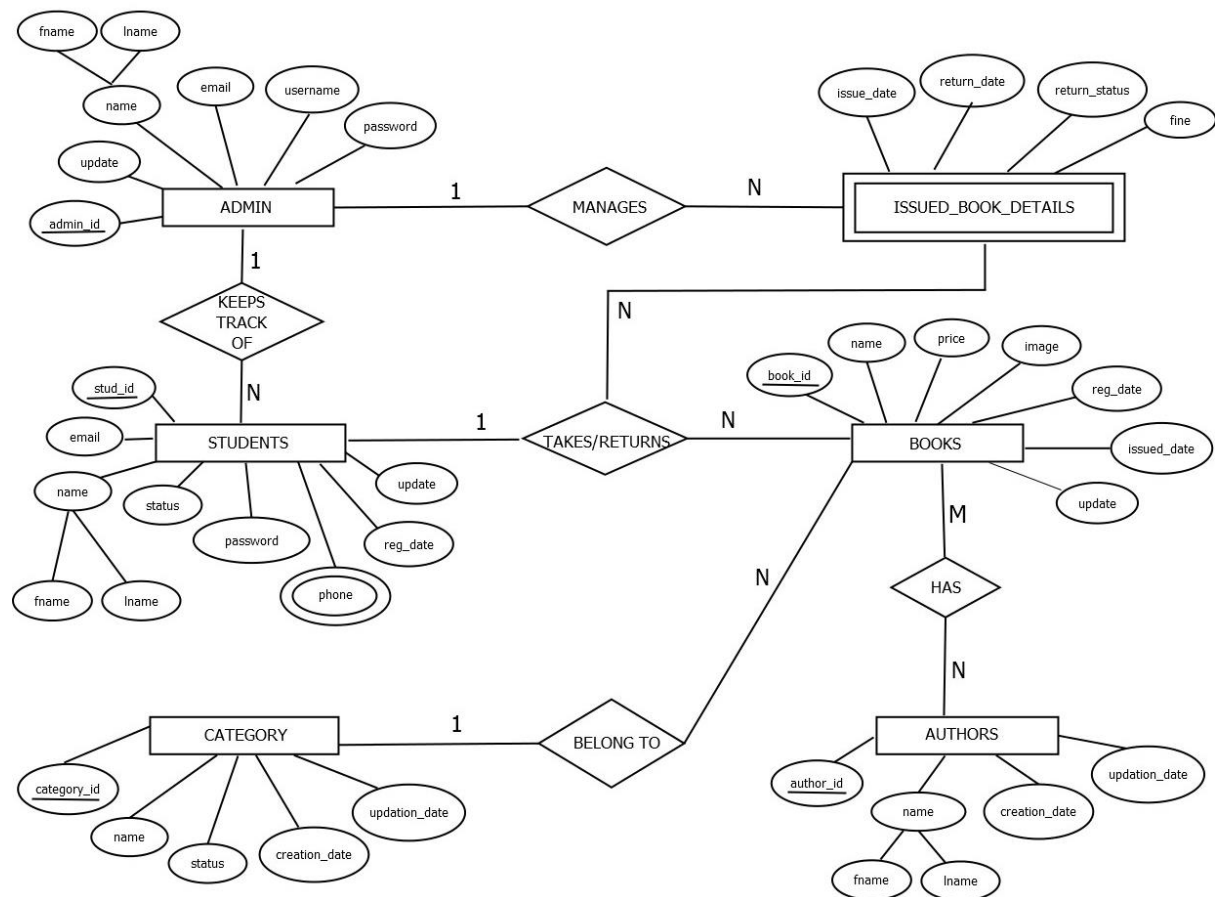 fname
lname
name
email
username
password
update
admin_id
ADMIN
1
MANAGES
N
issue_date
return_date
return_status
fine
ISSUED_BOOK_DETAILS
1
KEEPS
TRACK
OF
N
N
stud_id
email
name
fname
lname
status
password
phone
reg_date
update
STUDENTS
1
TAKES/RETURNS
N
book_id
name
price
image
reg_date
issued_date
update
BOOKS
M
HAS
N
N
CATEGORY
1
BELONG TO
category_id
name
status
creation_date
updation_date
AUTHORS
author_id
name
fname
lname
creation_date
updation_date